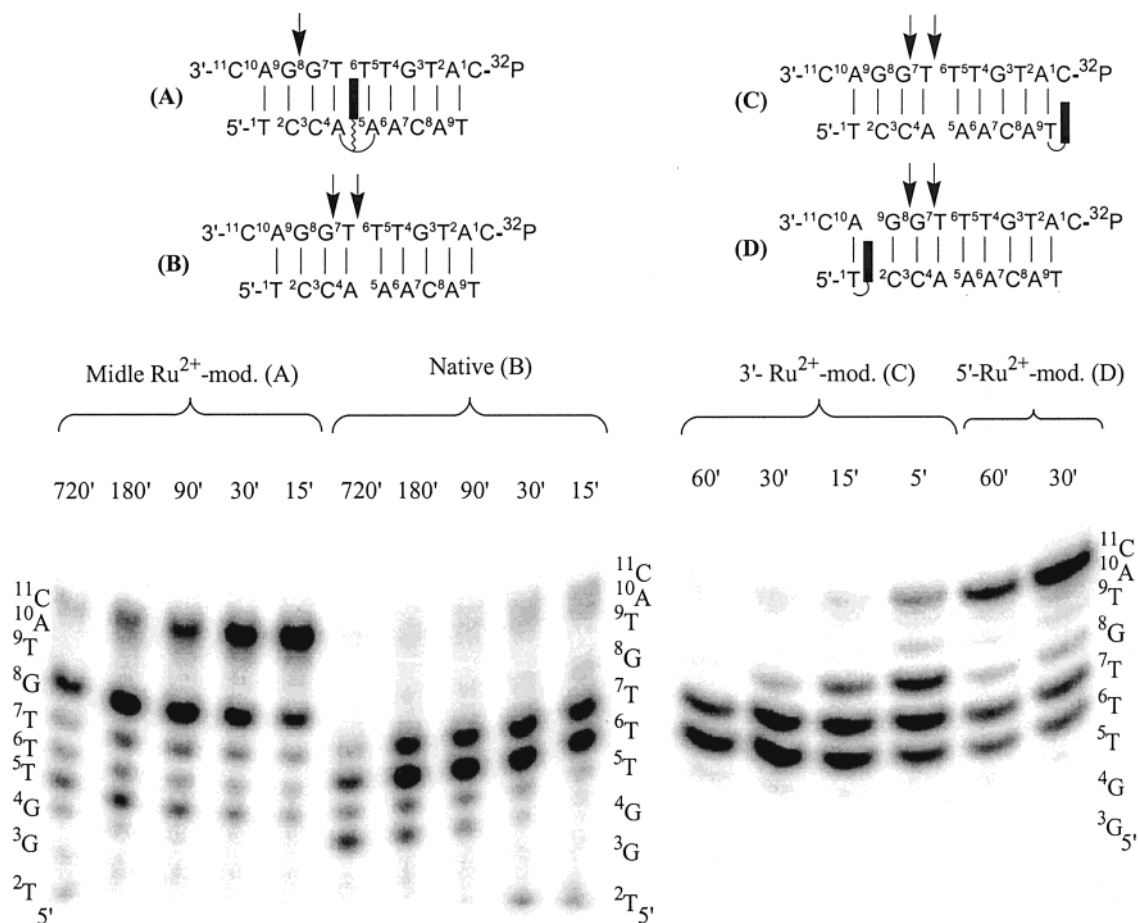 3'-¹¹C¹⁰A⁹G⁸G⁷T ⁶T⁵T⁴G³T²A¹C-³²P
(A)
5'-¹T ²C³C⁴A ⁵A⁶A⁷C⁸A⁹T
3'-¹¹C¹⁰A⁹G⁸G⁷T ⁶T⁵T⁴G³T²A¹C-³²P
(B)
5'-¹T ²C³C⁴A ⁵A⁶A⁷C⁸A⁹T
3'-¹¹C¹⁰A⁹G⁸G⁷T ⁶T⁵T⁴G³T²A¹C-³²P
(C)
5'-¹T ²C³C⁴A ⁵A⁶A⁷C⁸A⁹T
3'-¹¹C¹⁰A ⁹G⁸G⁷T⁶T⁵T⁴G³T²A¹C-³²P
(D)
5'-¹T ²C³C⁴A⁵A⁶A⁷C⁸A⁹T
Midle Ru²⁺-mod. (A)
Native (B)
720' 180' 90' 30' 15' 720' 180' 90' 30' 15'
¹¹C
¹⁰A
⁹T
⁸G
⁷T
⁶T
⁵T
⁴G
³G
²T
5'
¹¹C
¹⁰A
⁹T
⁸G
⁷T
⁶T
⁵T
⁴G
³G
²T5'
3'- Ru²⁺-mod. (C)
5'-Ru²⁺-mod. (D)
60' 30' 15' 5' 60' 30'
¹¹C
¹⁰A
⁹T
⁸G
⁷T
⁶T
⁵T
⁴G
³G5'